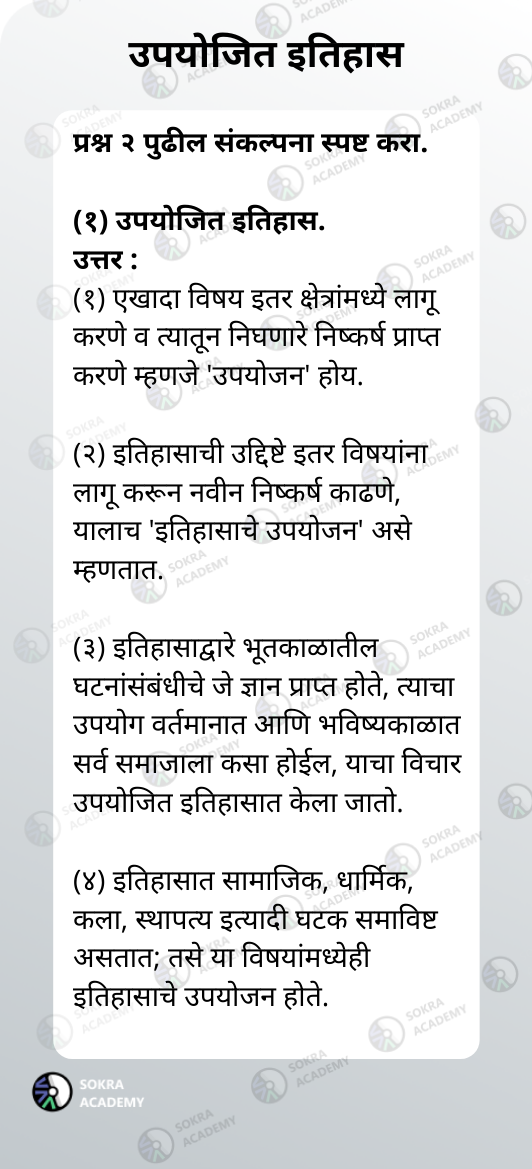 उपयोजित इतिहास
प्रश्न २ पुढील संकल्पना स्पष्ट करा.
(१) उपयोजित इतिहास.
उत्तर :
(१) एखादा विषय इतर क्षेत्रांमध्ये लागू
करणे व त्यातून निघणारे निष्कर्ष प्राप्त
करणे म्हणजे 'उपयोजन' होय.
(२) इतिहासाची उद्दिष्टे इतर विषयांना
लागू करून नवीन निष्कर्ष काढणे,
यालाच 'इतिहासाचे उपयोजन' असे
म्हणतात.
(३) इतिहासाद्वारे भूतकाळातील
घटनांसंबंधीचे जे ज्ञान प्राप्त होते, त्याचा
उपयोग वर्तमानात आणि भविष्यकाळात
सर्व समाजाला कसा होईल, याचा विचार
उपयोजित इतिहासात केला जातो.
(४) इतिहासात सामाजिक, धार्मिक,
कला, स्थापत्य इत्यादी घटक समाविष्ट
असतात; तसे या विषयांमध्येही
इतिहासाचे उपयोजन होते.
SOKRA
ACADEMY